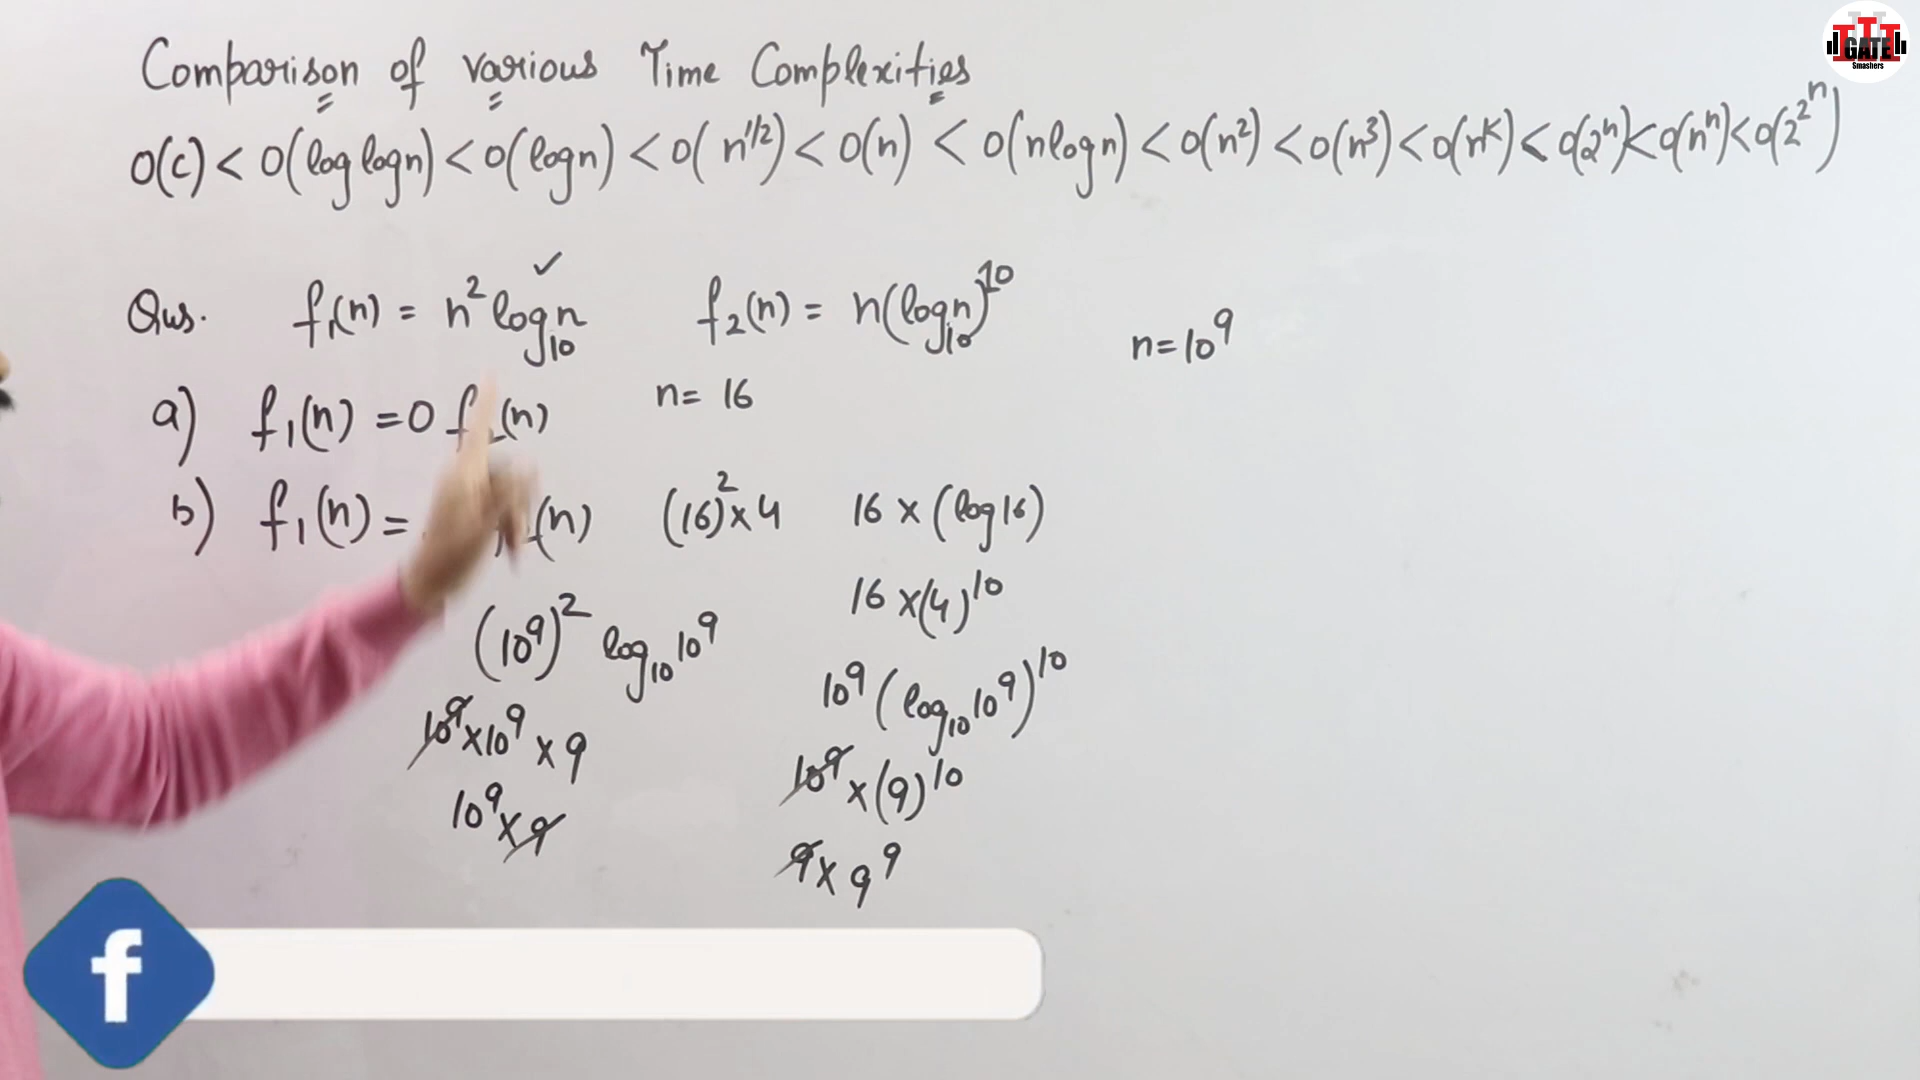 Comparison of various Time Complexities
O(c) < O(log log n) < O(log n) < O(n^1/2) < O(n) < O(n log n) < O(n²) < O(n³) < O(n^k) < O(2^n) < O(n^n) < O(2^2^n)
Qus. f₁(n) = n² log₁₀ n ✓ f₂(n) = n(log₁₀ n)^10 n = 10^9
a) f₁(n) = O f (n) n = 16
b) f₁(n) = (n) (16)² × 4 16 × (log 16)
16 × (4)^10
(10^9)² log₁₀ 10^9 10^9 (log₁₀ 10^9)^10
10^9 × 10^9 × 9 10^9 × (9)^10
10^9 × 9 9 × 9^9
GATE
Smashers
f